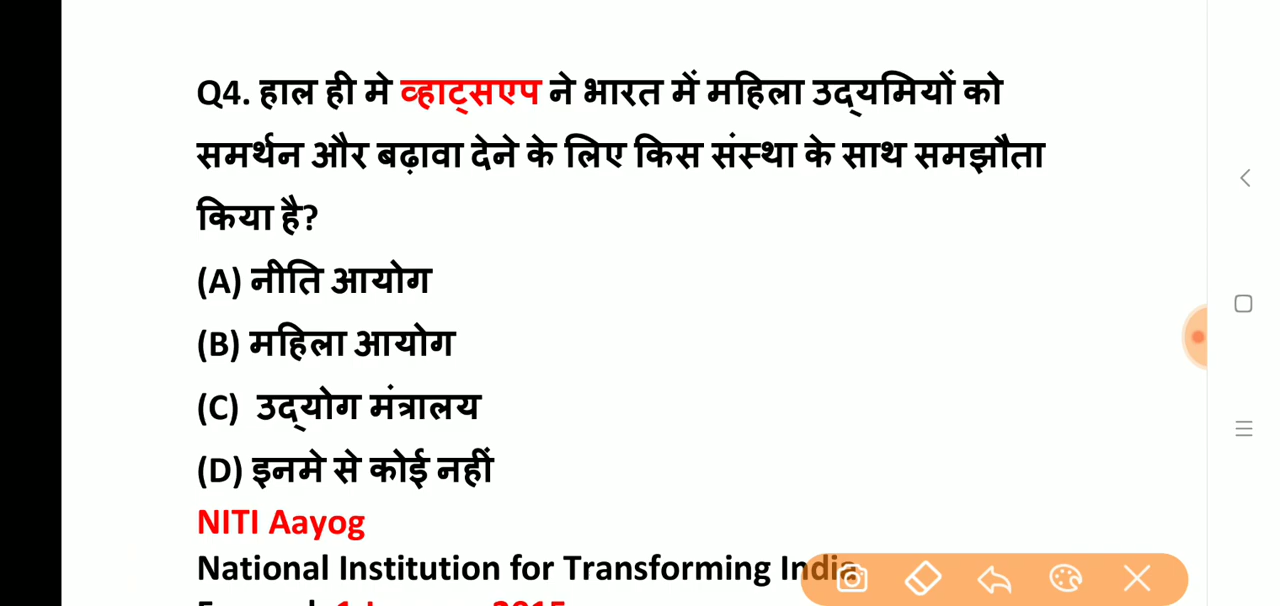 Q4. हाल ही मे व्हाट्सएप ने भारत में महिला उद्यमियों को
समर्थन और बढ़ावा देने के लिए किस संस्था के साथ समझौता
किया है?
(A) नीति आयोग
(B) महिला आयोग
(C) उद्योग मंत्रालय
(D) इनमे से कोई नहीं
NITI Aayog
National Institution for Transforming India